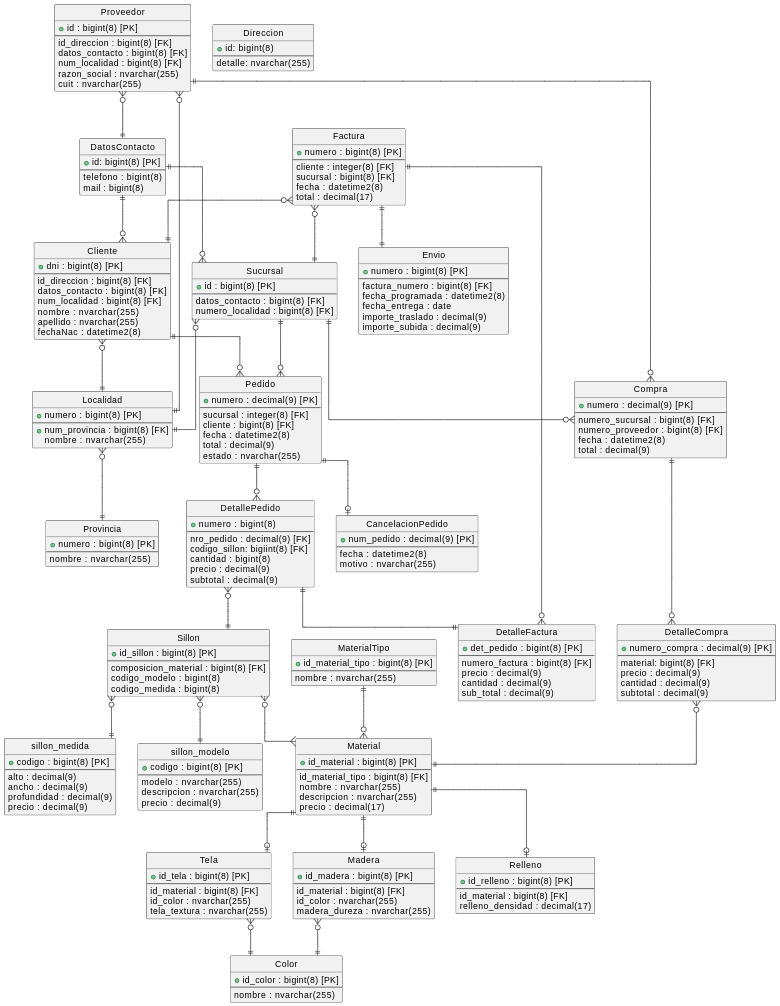 Proveedor
id : bigint(8) [PK]
id_direccion : bigint(8) [FK]
datos_contacto : bigint(8) [FK]
num_localidad : bigint(8) [FK]
razon_social : nvarchar(255)
cuit : nvarchar(255)
Direccion
id: bigint(8)
detalle: nvarchar(255)
DatosContacto
id: bigint(8) [PK]
telefono : bigint(8)
mail : bigint(8)
Factura
numero : bigint(8) [PK]
cliente : integer(8) [FK]
sucursal : bigint(8) [FK]
fecha : datetime2(8)
total : decimal(17)
Cliente
dni : bigint(8) [PK]
id_direccion : bigint(8) [FK]
datos_contacto : bigint(8) [FK]
num_localidad : bigint(8) [FK]
nombre : nvarchar(255)
apellido : nvarchar(255)
fechaNac : datetime2(8)
Sucursal
id : bigint(8) [PK]
datos_contacto : bigint(8) [FK]
numero_localidad : bigint(8) [FK]
Envio
numero : bigint(8) [PK]
factura_numero : bigint(8) [FK]
fecha_programada : datetime2(8)
fecha_entrega : date
importe_traslado : decimal(9)
importe_subida : decimal(9)
Localidad
numero : bigint(8) [PK]
num_provincia : bigint(8) [FK]
nombre : nvarchar(255)
Pedido
numero : decimal(9) [PK]
sucursal : integer(8) [FK]
cliente : bigint(8) [FK]
fecha : datetime2(8)
total : decimal(9)
estado : nvarchar(255)
Compra
numero : decimal(9) [PK]
numero_sucursal : bigint(8) [FK]
numero_proveedor : bigint(8) [FK]
fecha : datetime2(8)
total : decimal(9)
Provincia
numero : bigint(8) [PK]
nombre : nvarchar(255)
DetallePedido
numero : bigint(8)
nro_pedido : decimal(9) [FK]
codigo_sillon: bigiint(8) [FK]
cantidad : bigint(8)
precio : decimal(9)
subtotal : decimal(9)
CancelacionPedido
num_pedido : decimal(9) [PK]
fecha : datetime2(8)
motivo : nvarchar(255)
Sillon
id_sillon : bigint(8) [PK]
composicion_material : bigint(8) [FK]
codigo_modelo : bigint(8)
codigo_medida : bigint(8)
MaterialTipo
id_material_tipo : bigint(8) [PK]
nombre : nvarchar(255)
DetalleFactura
det_pedido : bigint(8) [PK]
numero_factura : bigint(8) [FK]
precio : decimal(9)
cantidad : decimal(9)
sub_total : decimal(9)
DetalleCompra
numero_compra : decimal(9) [PK]
material: bigint(8) [FK]
precio : decimal(9)
cantidad : decimal(9)
subtotal : decimal(9)
sillon_medida
codigo : bigint(8) [PK]
alto : decimal(9)
ancho : decimal(9)
profundidad : decimal(9)
precio : decimal(9)
sillon_modelo
codigo : bigint(8) [PK]
modelo : nvarchar(255)
descripcion : nvarchar(255)
precio : decimal(9)
Material
id_material : bigint(8) [PK]
id_material_tipo : bigint(8) [FK]
nombre : nvarchar(255)
descripcion : nvarchar(255)
precio : decimal(17)
Tela
id_tela : bigint(8) [PK]
id_material : bigint(8) [FK]
id_color : nvarchar(255)
tela_textura : nvarchar(255)
Madera
id_madera : bigint(8) [PK]
id_material : bigint(8) [FK]
id_color : nvarchar(255)
madera_dureza : nvarchar(255)
Relleno
id_relleno : bigint(8) [PK]
id_material : bigint(8) [FK]
relleno_densidad : decimal(17)
Color
id_color : bigint(8) [PK]
nombre : nvarchar(255)